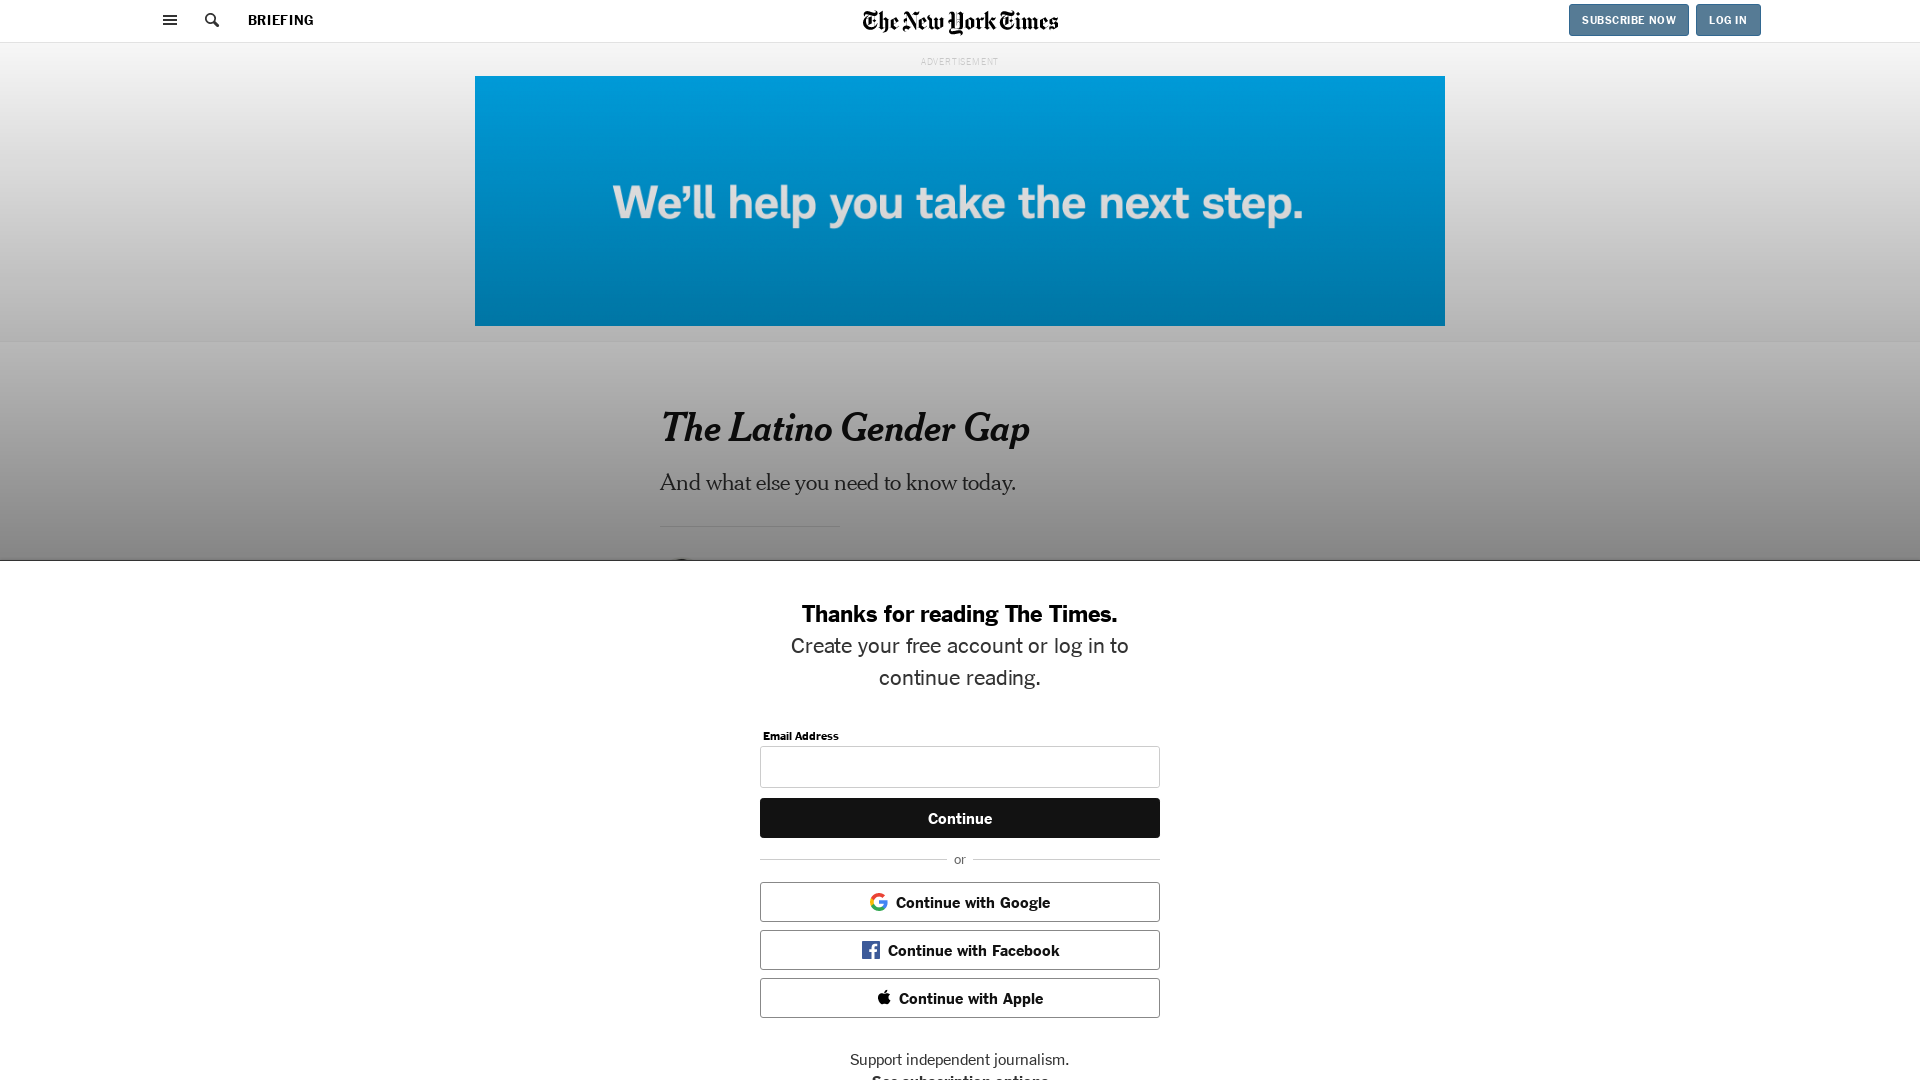 BRIEFING
The New York Times
SUBSCRIBE NOW
LOG IN
ADVERTISEMENT
We’ll help you take the next step.
The Latino Gender Gap
And what else you need to know today.
Thanks for reading The Times.
Create your free account or log in to
continue reading.
Email Address
Continue
or
Continue with Google
Continue with Facebook
Continue with Apple
Support independent journalism.
See subscription options